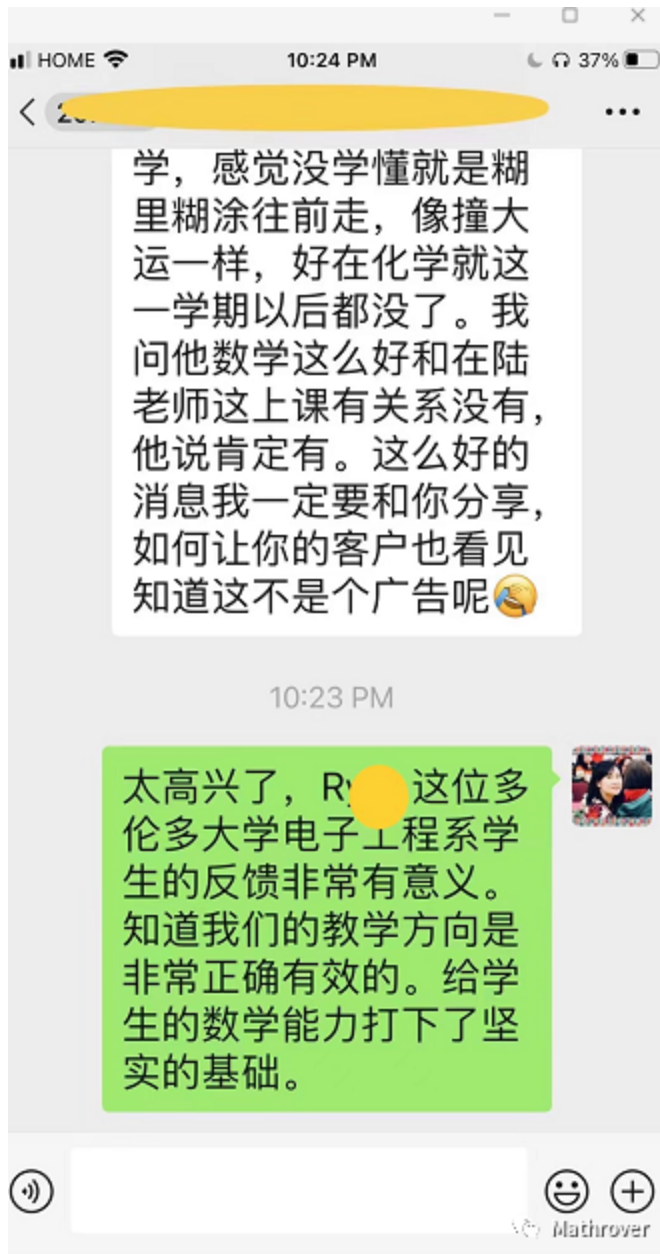 HOME 10:24 PM 37%
学，感觉没学懂就是糊
里糊涂往前走，像撞大
运一样，好在化学就这
一学期以后都没了。我
问他数学这么好和在陆
老师这上课有关系没有，
他说肯定有。这么好的
消息我一定要和你分享，
如何让你的客户也看见
知道这不是个广告呢🤦
10:23 PM
太高兴了，Ry 这位多
伦多大学电子工程系学
生的反馈非常有意义。
知道我们的教学方向是
非常正确有效的。给学
生的数学能力打下了坚
实的基础。
Mathrover